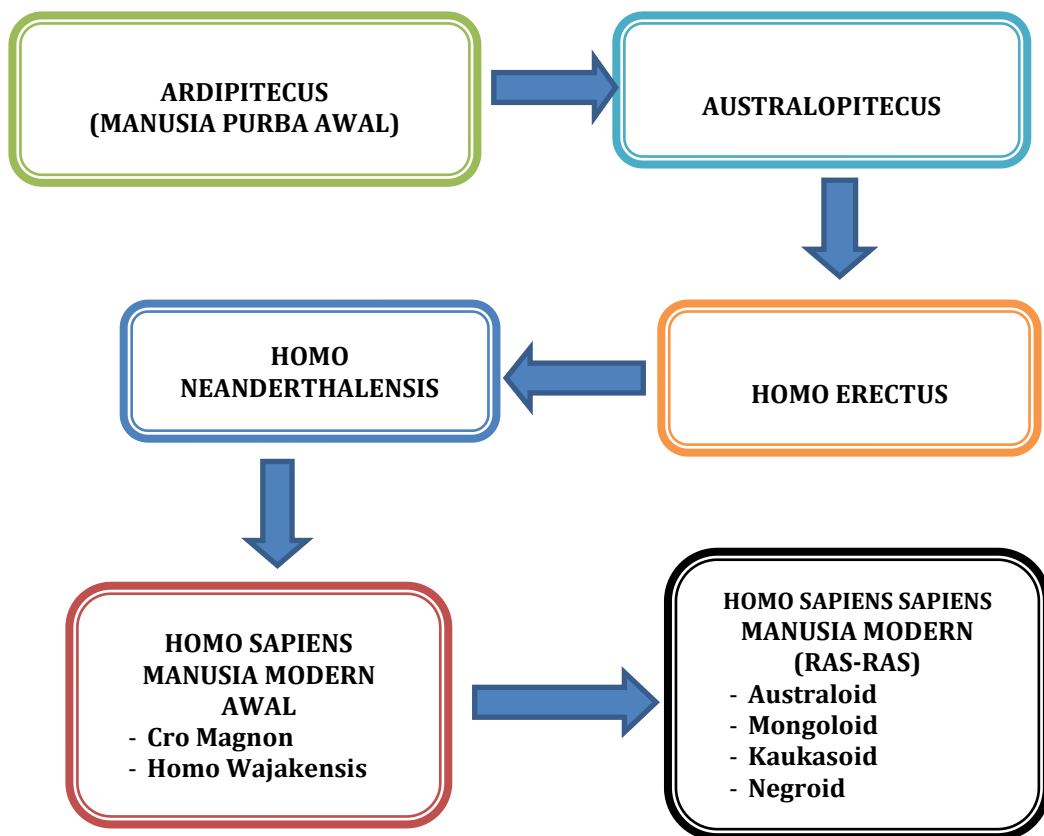 ARDIPITECUS
(MANUSIA PURBA AWAL)
AUSTRALOPITECUS
HOMO ERECTUS
HOMO
NEANDERTHALENSIS
HOMO SAPIENS
MANUSIA MODERN
AWAL
- Cro Magnon
- Homo Wajakensis
HOMO SAPIENS SAPIENS
MANUSIA MODERN
(RAS-RAS)
- Australoid
- Mongoloid
- Kaukasoid
- Negroid